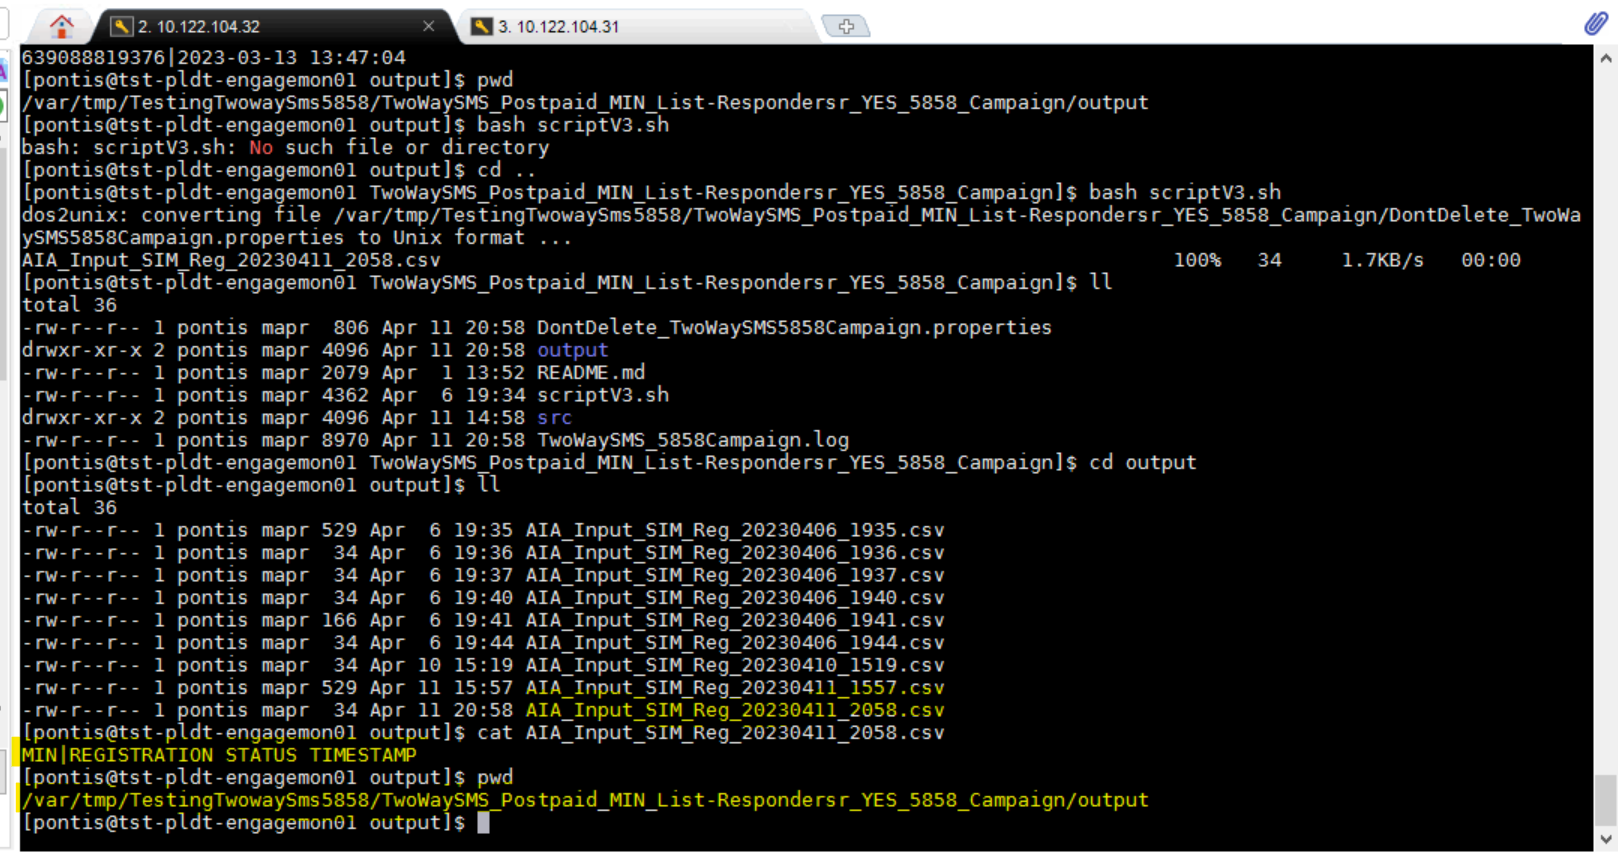 2. 10.122.104.32
3. 10.122.104.31
639088819376|2023-03-13 13:47:04
[pontis@tst-pldt-engagemon01 output]$ pwd
/var/tmp/TestingTwowaySms5858/TwoWaySMS_Postpaid_MIN_List-Respondersr_YES_5858_Campaign/output
[pontis@tst-pldt-engagemon01 output]$ bash scriptV3.sh
bash: scriptV3.sh: No such file or directory
[pontis@tst-pldt-engagemon01 output]$ cd ..
[pontis@tst-pldt-engagemon01 TwoWaySMS_Postpaid_MIN_List-Respondersr_YES_5858_Campaign]$ bash scriptV3.sh
dos2unix: converting file /var/tmp/TestingTwowaySms5858/TwoWaySMS_Postpaid_MIN_List-Respondersr_YES_5858_Campaign/DontDelete_TwoWa
ySMS5858Campaign.properties to Unix format ...
AIA_Input_SIM_Reg_20230411_2058.csv 100% 34 1.7KB/s 00:00
[pontis@tst-pldt-engagemon01 TwoWaySMS_Postpaid_MIN_List-Respondersr_YES_5858_Campaign]$ ll
total 36
-rw-r--r-- 1 pontis mapr 806 Apr 11 20:58 DontDelete_TwoWaySMS5858Campaign.properties
drwxr-xr-x 2 pontis mapr 4096 Apr 11 20:58 output
-rw-r--r-- 1 pontis mapr 2079 Apr 1 13:52 README.md
-rw-r--r-- 1 pontis mapr 4362 Apr 6 19:34 scriptV3.sh
drwxr-xr-x 2 pontis mapr 4096 Apr 11 14:58 src
-rw-r--r-- 1 pontis mapr 8970 Apr 11 20:58 TwoWaySMS_5858Campaign.log
[pontis@tst-pldt-engagemon01 TwoWaySMS_Postpaid_MIN_List-Respondersr_YES_5858_Campaign]$ cd output
[pontis@tst-pldt-engagemon01 output]$ ll
total 36
-rw-r--r-- 1 pontis mapr 529 Apr 6 19:35 AIA_Input_SIM_Reg_20230406_1935.csv
-rw-r--r-- 1 pontis mapr 34 Apr 6 19:36 AIA_Input_SIM_Reg_20230406_1936.csv
-rw-r--r-- 1 pontis mapr 34 Apr 6 19:37 AIA_Input_SIM_Reg_20230406_1937.csv
-rw-r--r-- 1 pontis mapr 34 Apr 6 19:40 AIA_Input_SIM_Reg_20230406_1940.csv
-rw-r--r-- 1 pontis mapr 166 Apr 6 19:41 AIA_Input_SIM_Reg_20230406_1941.csv
-rw-r--r-- 1 pontis mapr 34 Apr 6 19:44 AIA_Input_SIM_Reg_20230406_1944.csv
-rw-r--r-- 1 pontis mapr 34 Apr 10 15:19 AIA_Input_SIM_Reg_20230410_1519.csv
-rw-r--r-- 1 pontis mapr 529 Apr 11 15:57 AIA_Input_SIM_Reg_20230411_1557.csv
-rw-r--r-- 1 pontis mapr 34 Apr 11 20:58 AIA_Input_SIM_Reg_20230411_2058.csv
[pontis@tst-pldt-engagemon01 output]$ cat AIA_Input_SIM_Reg_20230411_2058.csv
MIN|REGISTRATION STATUS TIMESTAMP
[pontis@tst-pldt-engagemon01 output]$ pwd
/var/tmp/TestingTwowaySms5858/TwoWaySMS_Postpaid_MIN_List-Respondersr_YES_5858_Campaign/output
[pontis@tst-pldt-engagemon01 output]$